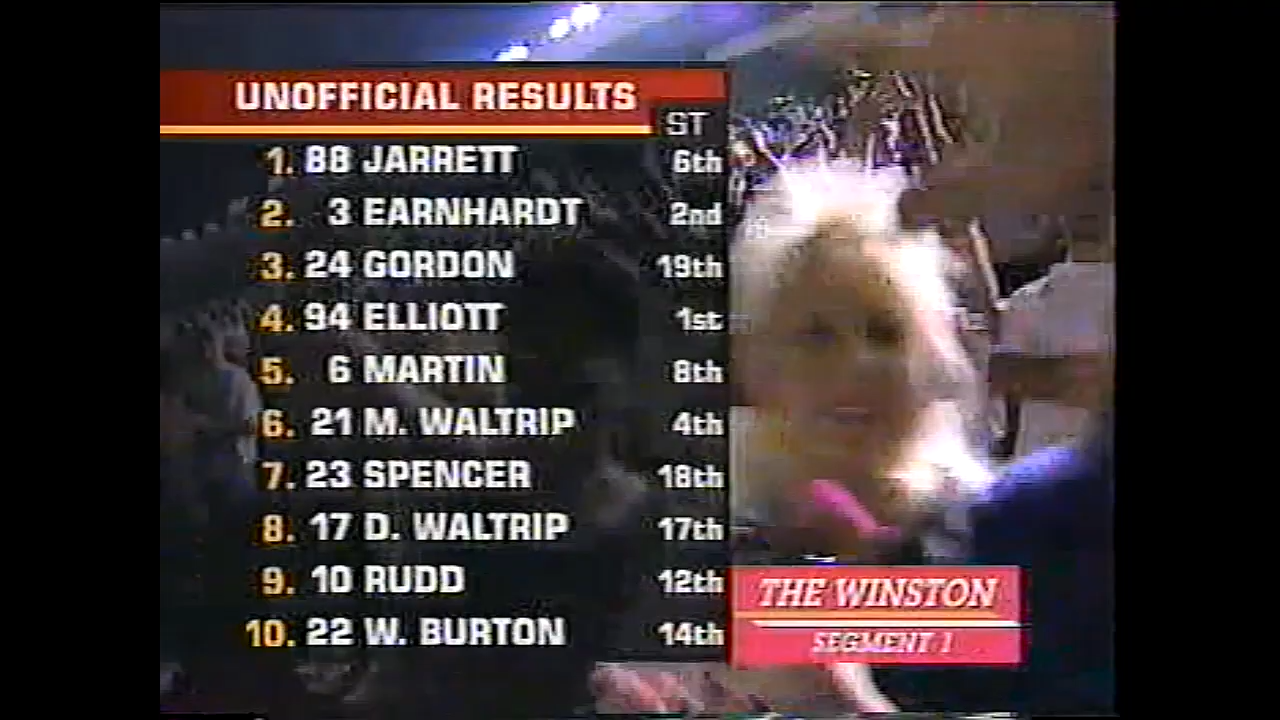 UNOFFICIAL RESULTS
ST
1. 88 JARRETT 6th
2. 3 EARNHARDT 2nd
3. 24 GORDON 19th
4. 94 ELLIOTT 1st
5. 6 MARTIN 8th
6. 21 M. WALTRIP 4th
7. 23 SPENCER 18th
8. 17 D. WALTRIP 17th
9. 10 RUDD 12th
10. 22 W. BURTON 14th
THE WINSTON
SEGMENT 1